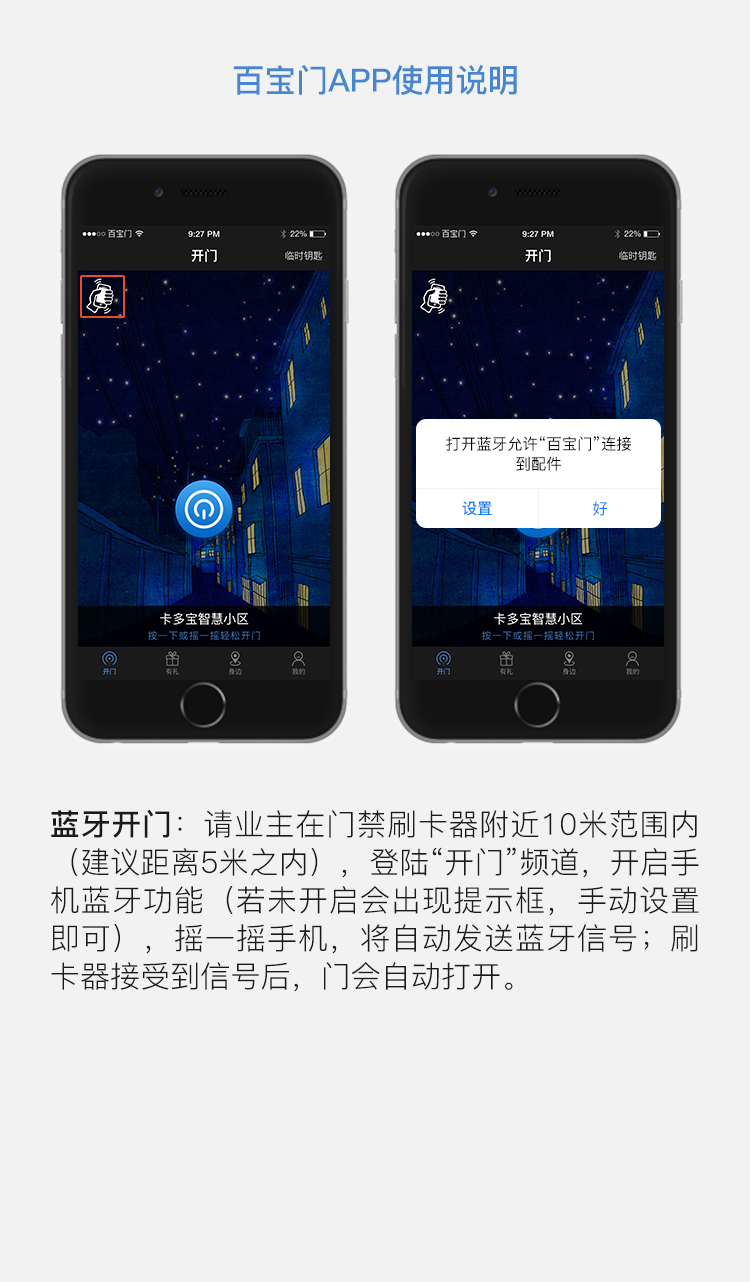 百宝门APP使用说明
百宝门 9:27 PM 22%
开门 临时钥匙
卡多宝智慧小区
按一下或摇一摇轻松开门
开门 有礼 身边 我的
百宝门 9:27 PM 22%
开门 临时钥匙
打开蓝牙允许“百宝门”连接
到配件
设置 好
卡多宝智慧小区
按一下或摇一摇轻松开门
开门 有礼 身边 我的
蓝牙开门：请业主在门禁刷卡器附近10米范围内
（建议距离5米之内），登陆“开门”频道，开启手
机蓝牙功能（若未开启会出现提示框，手动设置
即可），摇一摇手机，将自动发送蓝牙信号；刷
卡器接受到信号后，门会自动打开。